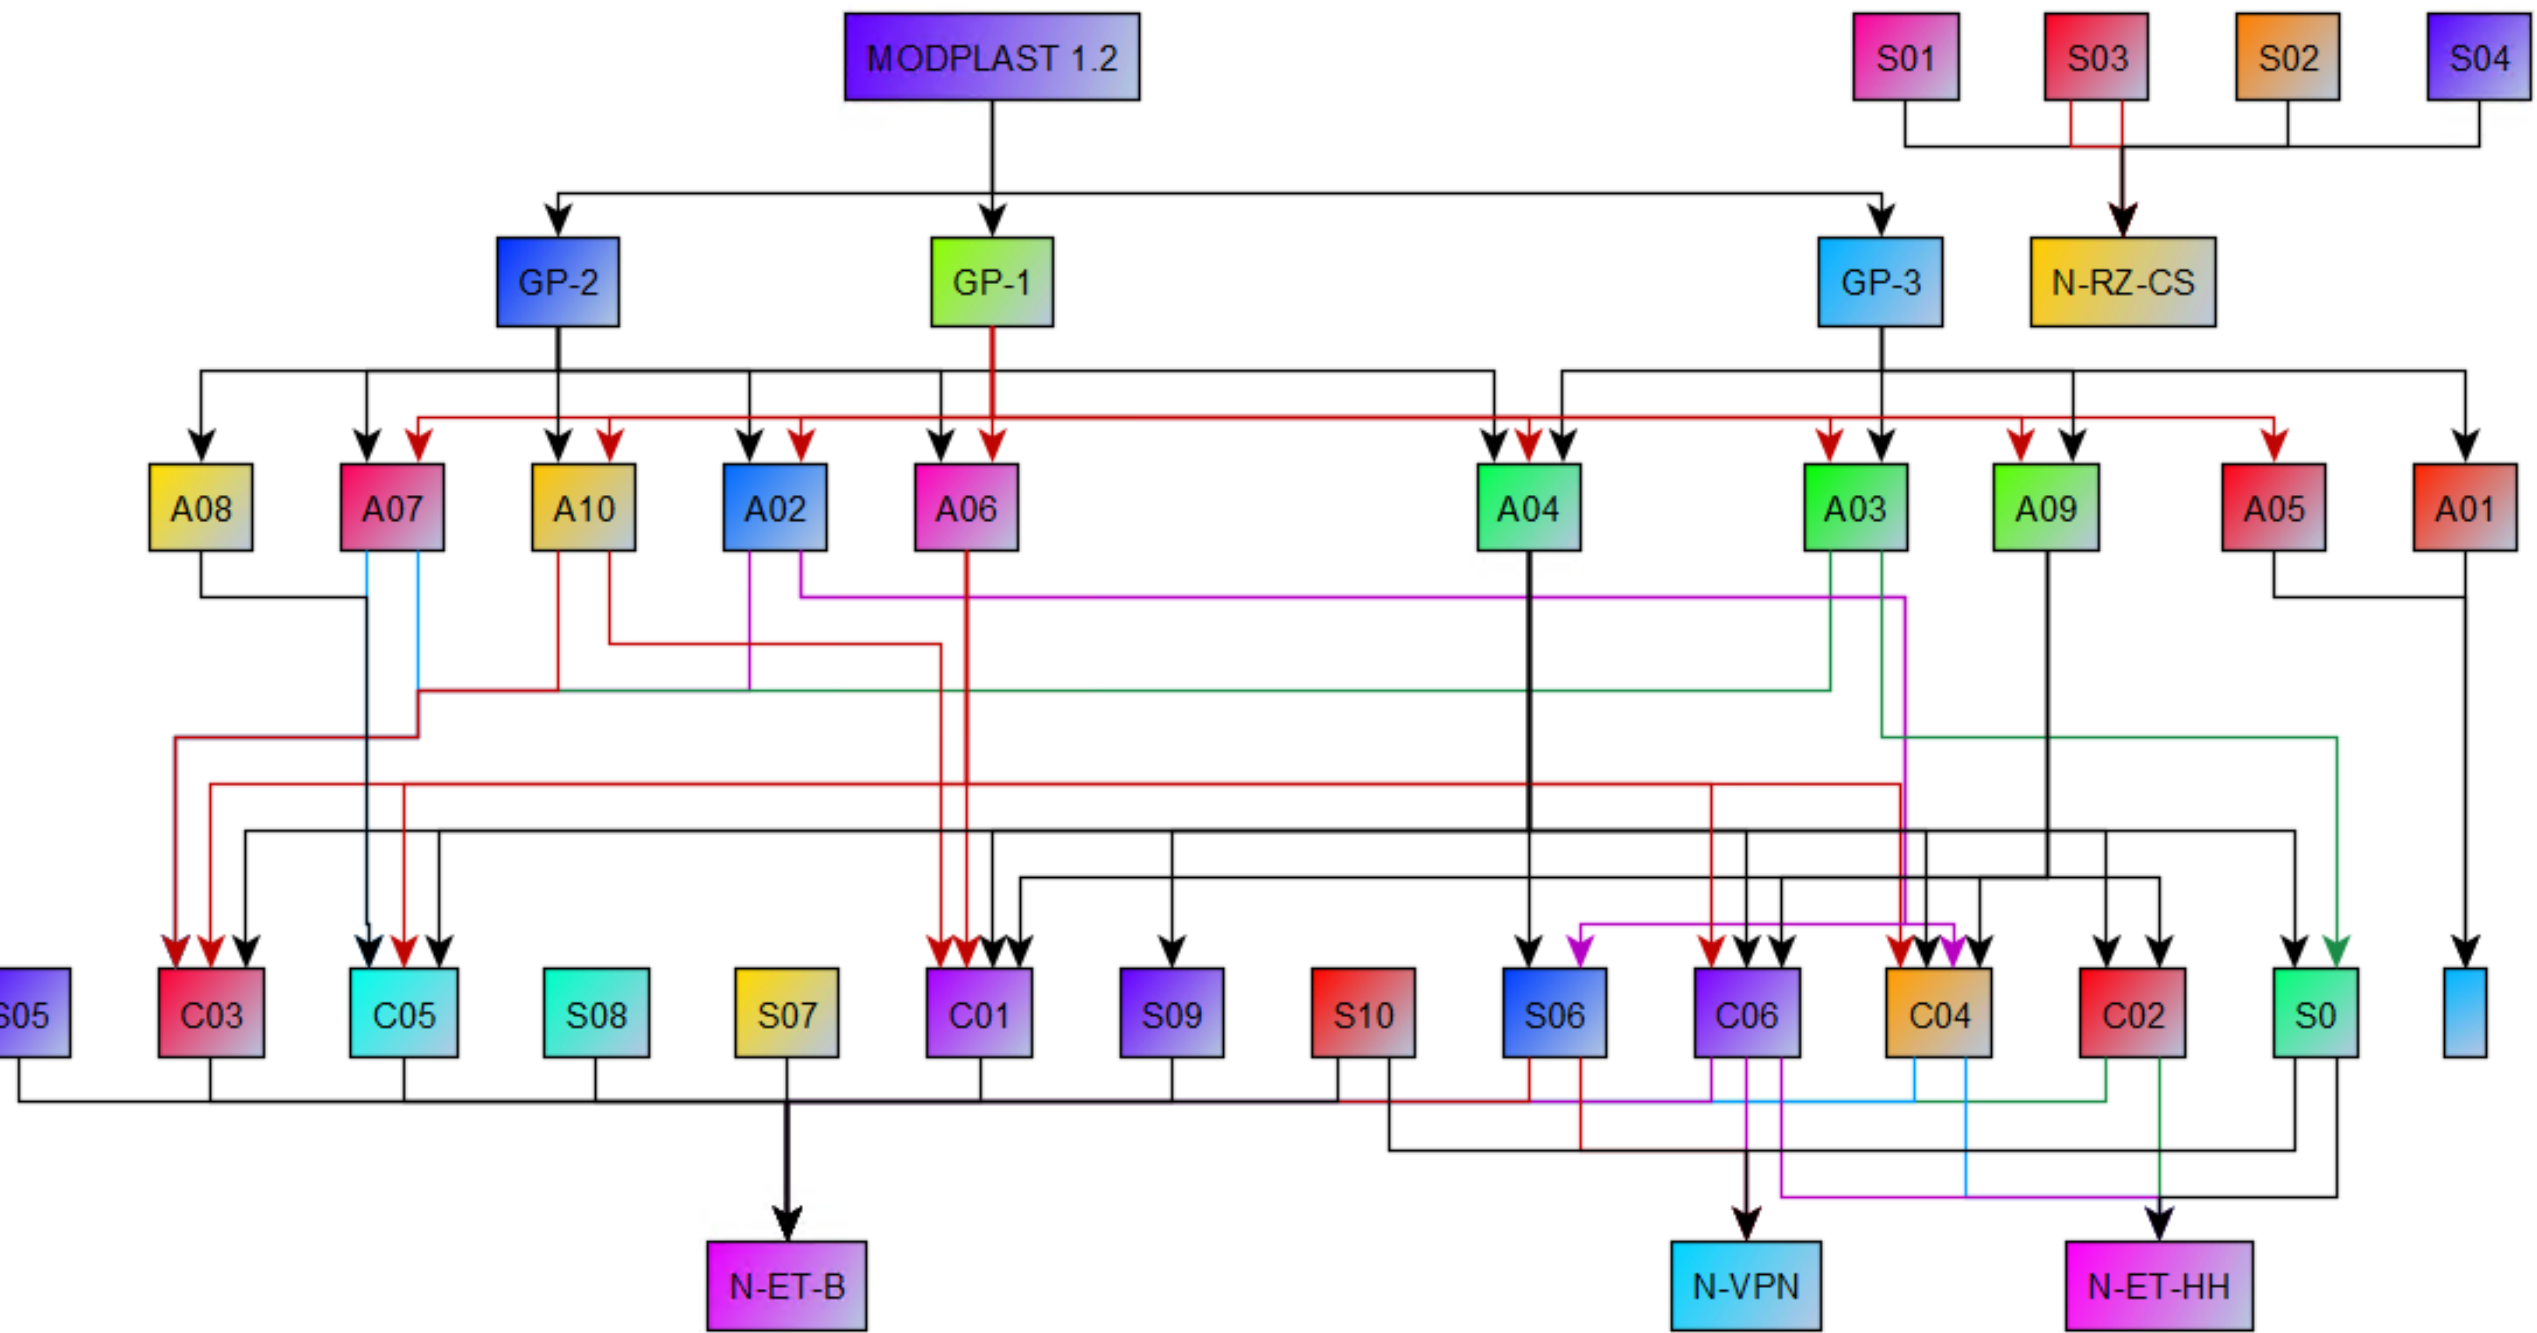 MODPLAST 1.2
S01
S03
S02
S04
GP-2
GP-1
GP-3
N-RZ-CS
A08
A07
A10
A02
A06
A04
A03
A09
A05
A01
S05
C03
C05
S08
S07
C01
S09
S10
S06
C06
C04
C02
S0
N-ET-B
N-VPN
N-ET-HH